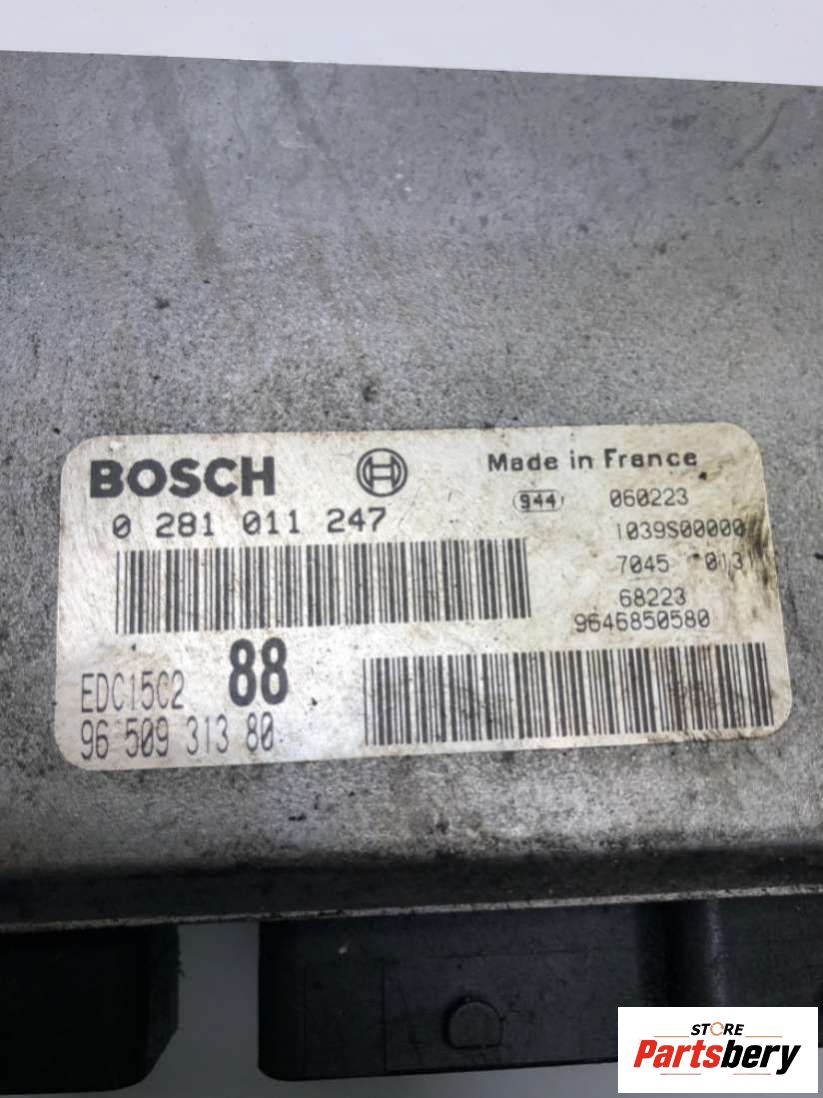 BOSCH
Made in France
0 281 011 247
944
060223
1039S00000
7045 013
68223
9646850580
EDC15C2 88
96 509 313 80
STORE
Partsbery